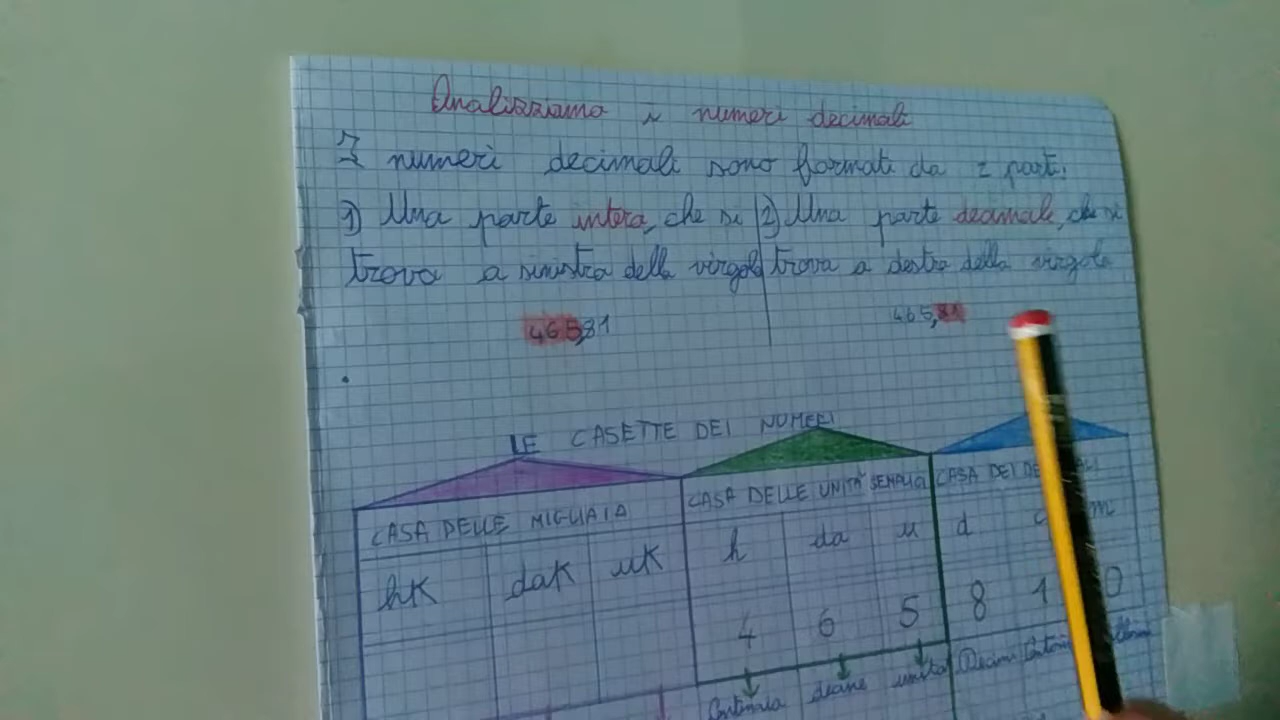 Analizziamo i numeri decimali
I numeri decimali sono formati da 2 parti:
1) Una parte intera, che si
trova a sinistra della virgola
465,81
2) Una parte decimale, che si
trova a destra della virgola
465,81
LE CASETTE DEI NUMERI
CASA DELLE MIGLIAIA
CASA DELLE UNITÀ SEMPLICI
CASA DEI
hK daK uK h da u d c m
4 6 5 8 1 0
Centinaia decine unità Decimi